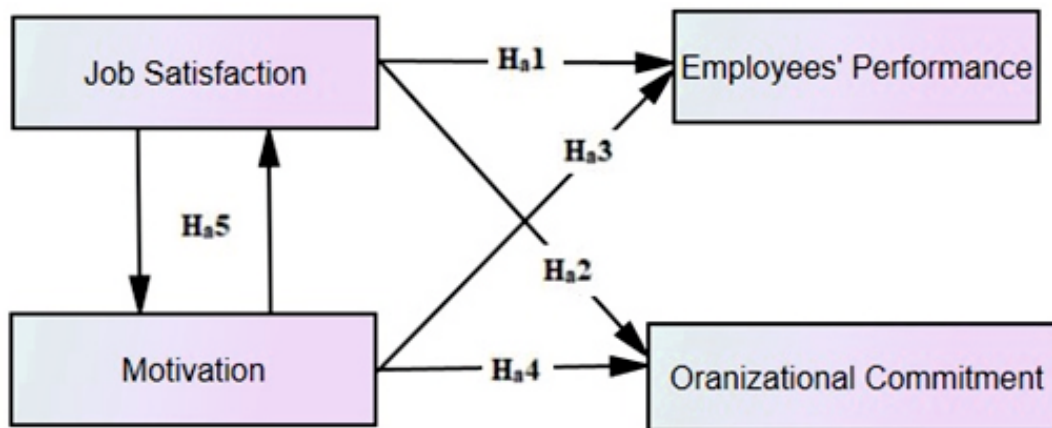 Job Satisfaction
Hₐ1
Employees' Performance
Hₐ3
Hₐ5
Hₐ2
Motivation
Hₐ4
Oranizational Commitment